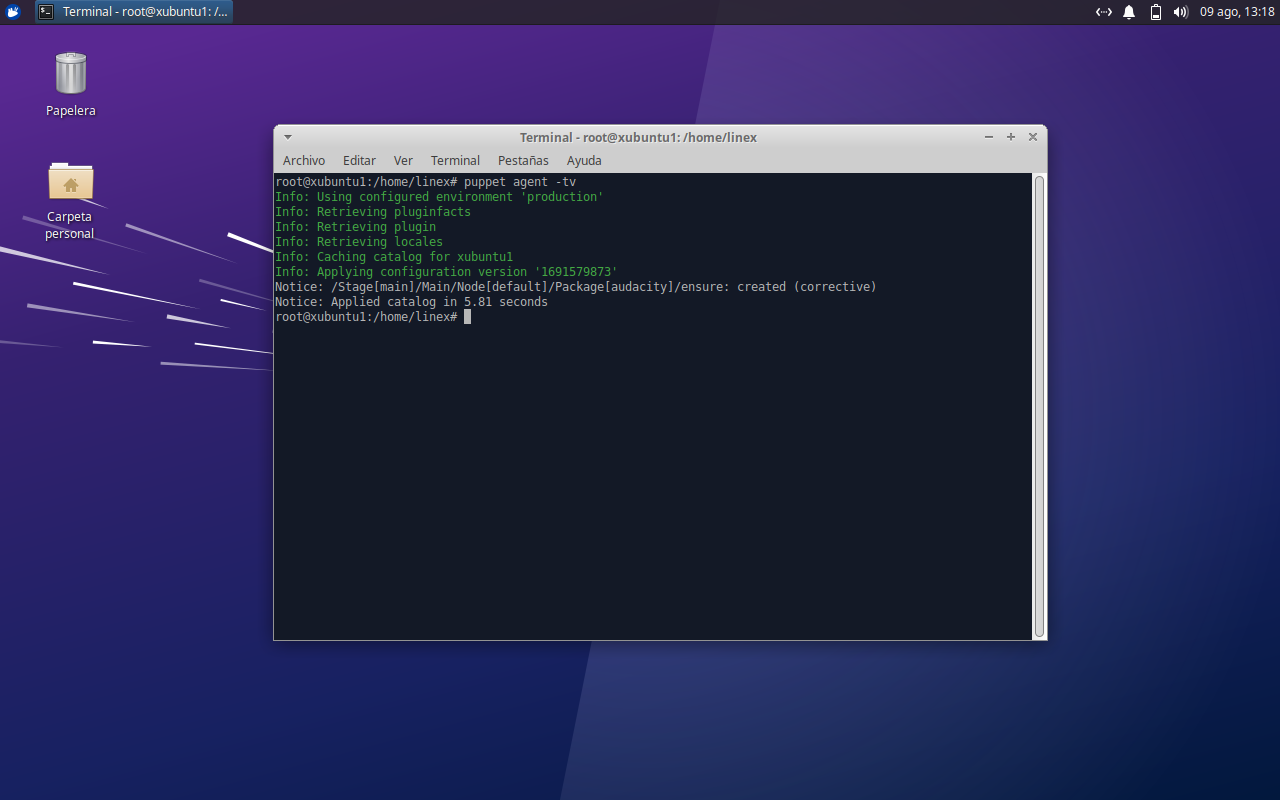 Terminal - root@xubuntu1: /...
09 ago, 13:18
Papelera
Carpeta
personal
Terminal - root@xubuntu1: /home/linex
Archivo Editar Ver Terminal Pestañas Ayuda
root@xubuntu1:/home/linex# puppet agent -tv
Info: Using configured environment 'production'
Info: Retrieving pluginfacts
Info: Retrieving plugin
Info: Retrieving locales
Info: Caching catalog for xubuntu1
Info: Applying configuration version '1691579873'
Notice: /Stage[main]/Main/Node[default]/Package[audacity]/ensure: created (corrective)
Notice: Applied catalog in 5.81 seconds
root@xubuntu1:/home/linex#